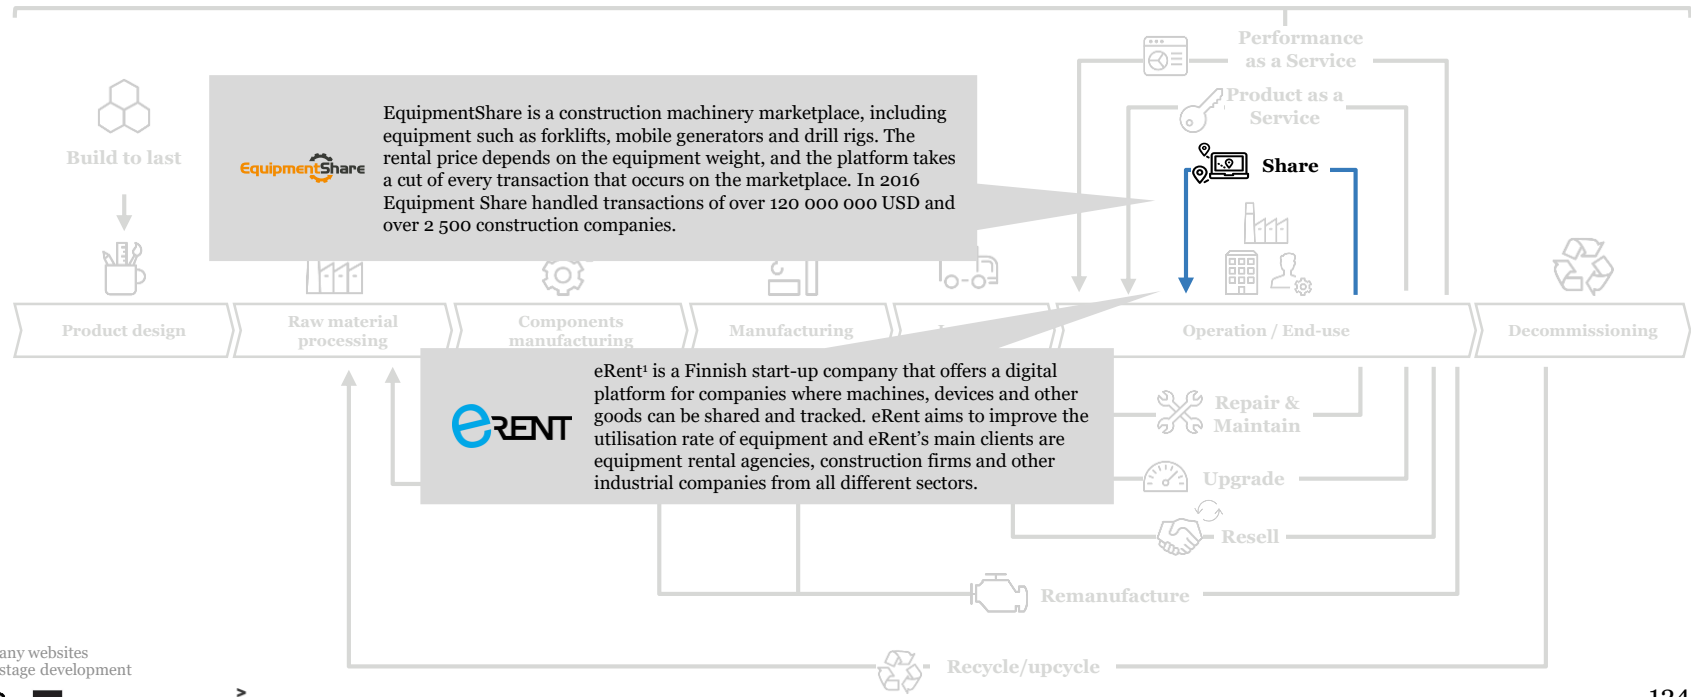 Performance
as a Service
Product as a
Service
Share
Build to last
EquipmentShare
EquipmentShare is a construction machinery marketplace, including
equipment such as forklifts, mobile generators and drill rigs. The
rental price depends on the equipment weight, and the platform takes
a cut of every transaction that occurs on the marketplace. In 2016
Equipment Share handled transactions of over 120 000 000 USD and
over 2 500 construction companies.
Product design
Raw material
processing
Components
manufacturing
Manufacturing
Operation / End-use
Decommissioning
eRENT
eRent¹ is a Finnish start-up company that offers a digital
platform for companies where machines, devices and other
goods can be shared and tracked. eRent aims to improve the
utilisation rate of equipment and eRent's main clients are
equipment rental agencies, construction firms and other
industrial companies from all different sectors.
Repair &
Maintain
Upgrade
Resell
Remanufacture
Recycle/upcycle
any websites
stage development